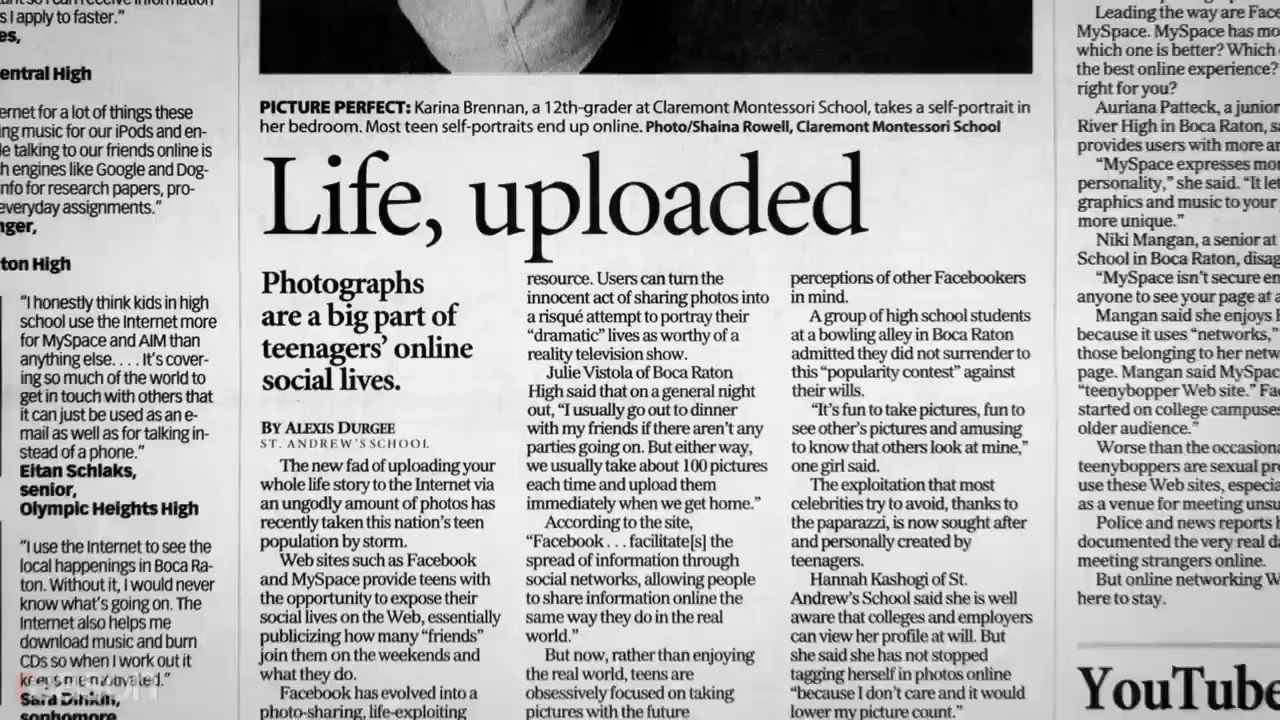 s I apply to faster."
es,
entral High
ernet for a lot of things these
ing music for our iPods and en-
le talking to our friends online is
h engines like Google and Dog-
nfo for research papers, pro-
everyday assignments."
nger,
ton High
"I honestly think kids in high
school use the Internet more
for MySpace and AIM than
anything else. . . . It's cover-
ing so much of the world to
get in touch with others that
it can just be used as an e-
mail as well as for talking in-
stead of a phone."
Eitan Schlaks,
senior,
Olympic Heights High
"I use the Internet to see the
local happenings in Boca Ra-
ton. Without it, I would never
know what's going on. The
Internet also helps me
download music and burn
CDs so when I work out it
keeps me motivated."
Sara Dinkin,
sophomore
PICTURE PERFECT: Karina Brennan, a 12th-grader at Claremont Montessori School, takes a self-portrait in
her bedroom. Most teen self-portraits end up online. Photo/Shaina Rowell, Claremont Montessori School
Life, uploaded
Photographs
are a big part of
teenagers' online
social lives.
BY ALEXIS DURGEE
ST. ANDREW'S SCHOOL
The new fad of uploading your
whole life story to the Internet via
an ungodly amount of photos has
recently taken this nation's teen
population by storm.
Web sites such as Facebook
and MySpace provide teens with
the opportunity to expose their
social lives on the Web, essentially
publicizing how many "friends"
join them on the weekends and
what they do.
Facebook has evolved into a
photo-sharing, life-exploiting
resource. Users can turn the
innocent act of sharing photos into
a risqué attempt to portray their
"dramatic" lives as worthy of a
reality television show.
Julie Vistola of Boca Raton
High said that on a general night
out, "I usually go out to dinner
with my friends if there aren't any
parties going on. But either way,
we usually take about 100 pictures
each time and upload them
immediately when we get home."
According to the site,
"Facebook . . . facilitate[s] the
spread of information through
social networks, allowing people
to share information online the
same way they do in the real
world."
But now, rather than enjoying
the real world, teens are
obsessively focused on taking
pictures with the future
perceptions of other Facebookers
in mind.
A group of high school students
at a bowling alley in Boca Raton
admitted they did not surrender to
this "popularity contest" against
their wills.
"It's fun to take pictures, fun to
see other's pictures and amusing
to know that others look at mine,"
one girl said.
The exploitation that most
celebrities try to avoid, thanks to
the paparazzi, is now sought after
and personally created by
teenagers.
Hannah Kashogi of St.
Andrew's School said she is well
aware that colleges and employers
can view her profile at will. But
she said she has not stopped
tagging herself in photos online
"because I don't care and it would
lower my picture count."
Leading the way are Face
MySpace. MySpace has mo
which one is better? Which
the best online experience?
right for you?
Auriana Patteck, a junior
River High in Boca Raton, s
provides users with more ar
"MySpace expresses mor
personality," she said. "It let
graphics and music to your
more unique."
Niki Mangan, a senior at
School in Boca Raton, disag
"MySpace isn't secure en
anyone to see your page at a
Mangan said she enjoys F
because it uses "networks,"
those belonging to her netw
page. Mangan said MySpac
"teenybopper Web site." Fa
started on college campuse
older audience."
Worse than the occasiona
teenyboppers are sexual pre
use these Web sites, especia
as a venue for meeting unsu
Police and news reports h
documented the very real da
meeting strangers online.
But online networking W
here to stay.
YouTube